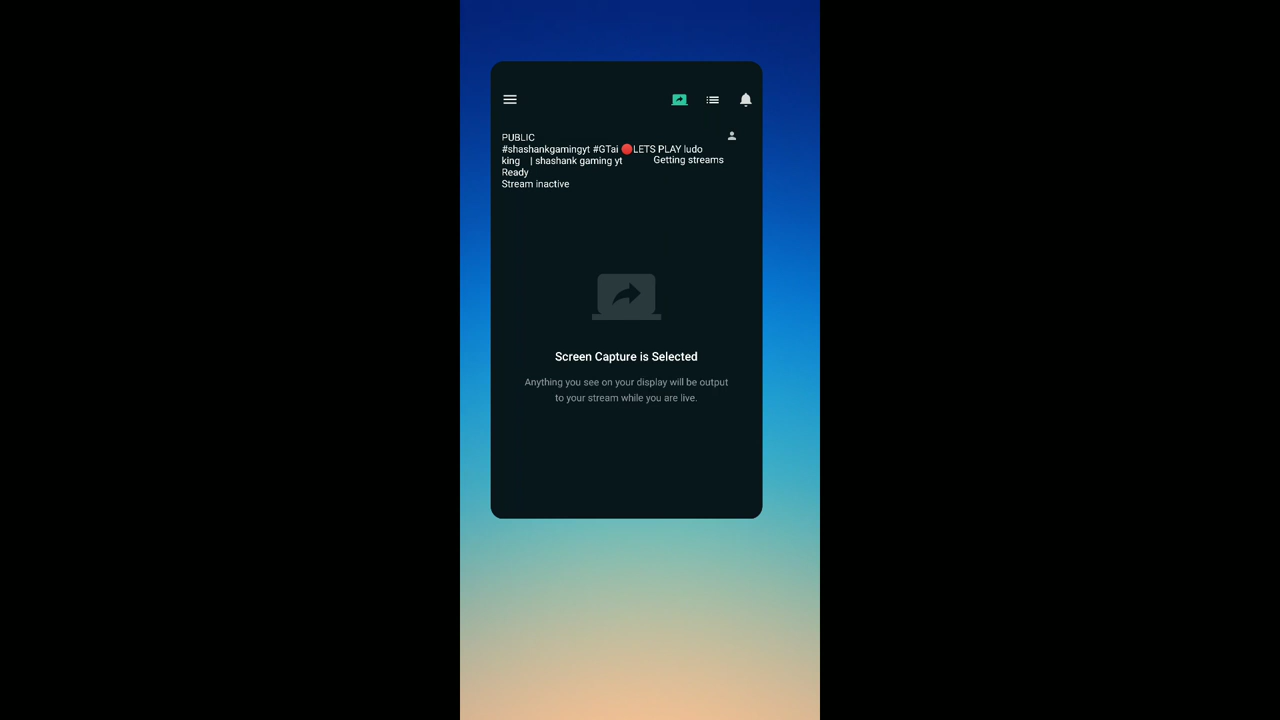 PUBLIC
#shashankgamingyt #GTai 🔴LETS PLAY ludo
king | shashank gaming yt
Getting streams
Ready
Stream inactive
Screen Capture is Selected
Anything you see on your display will be output
to your stream while you are live.